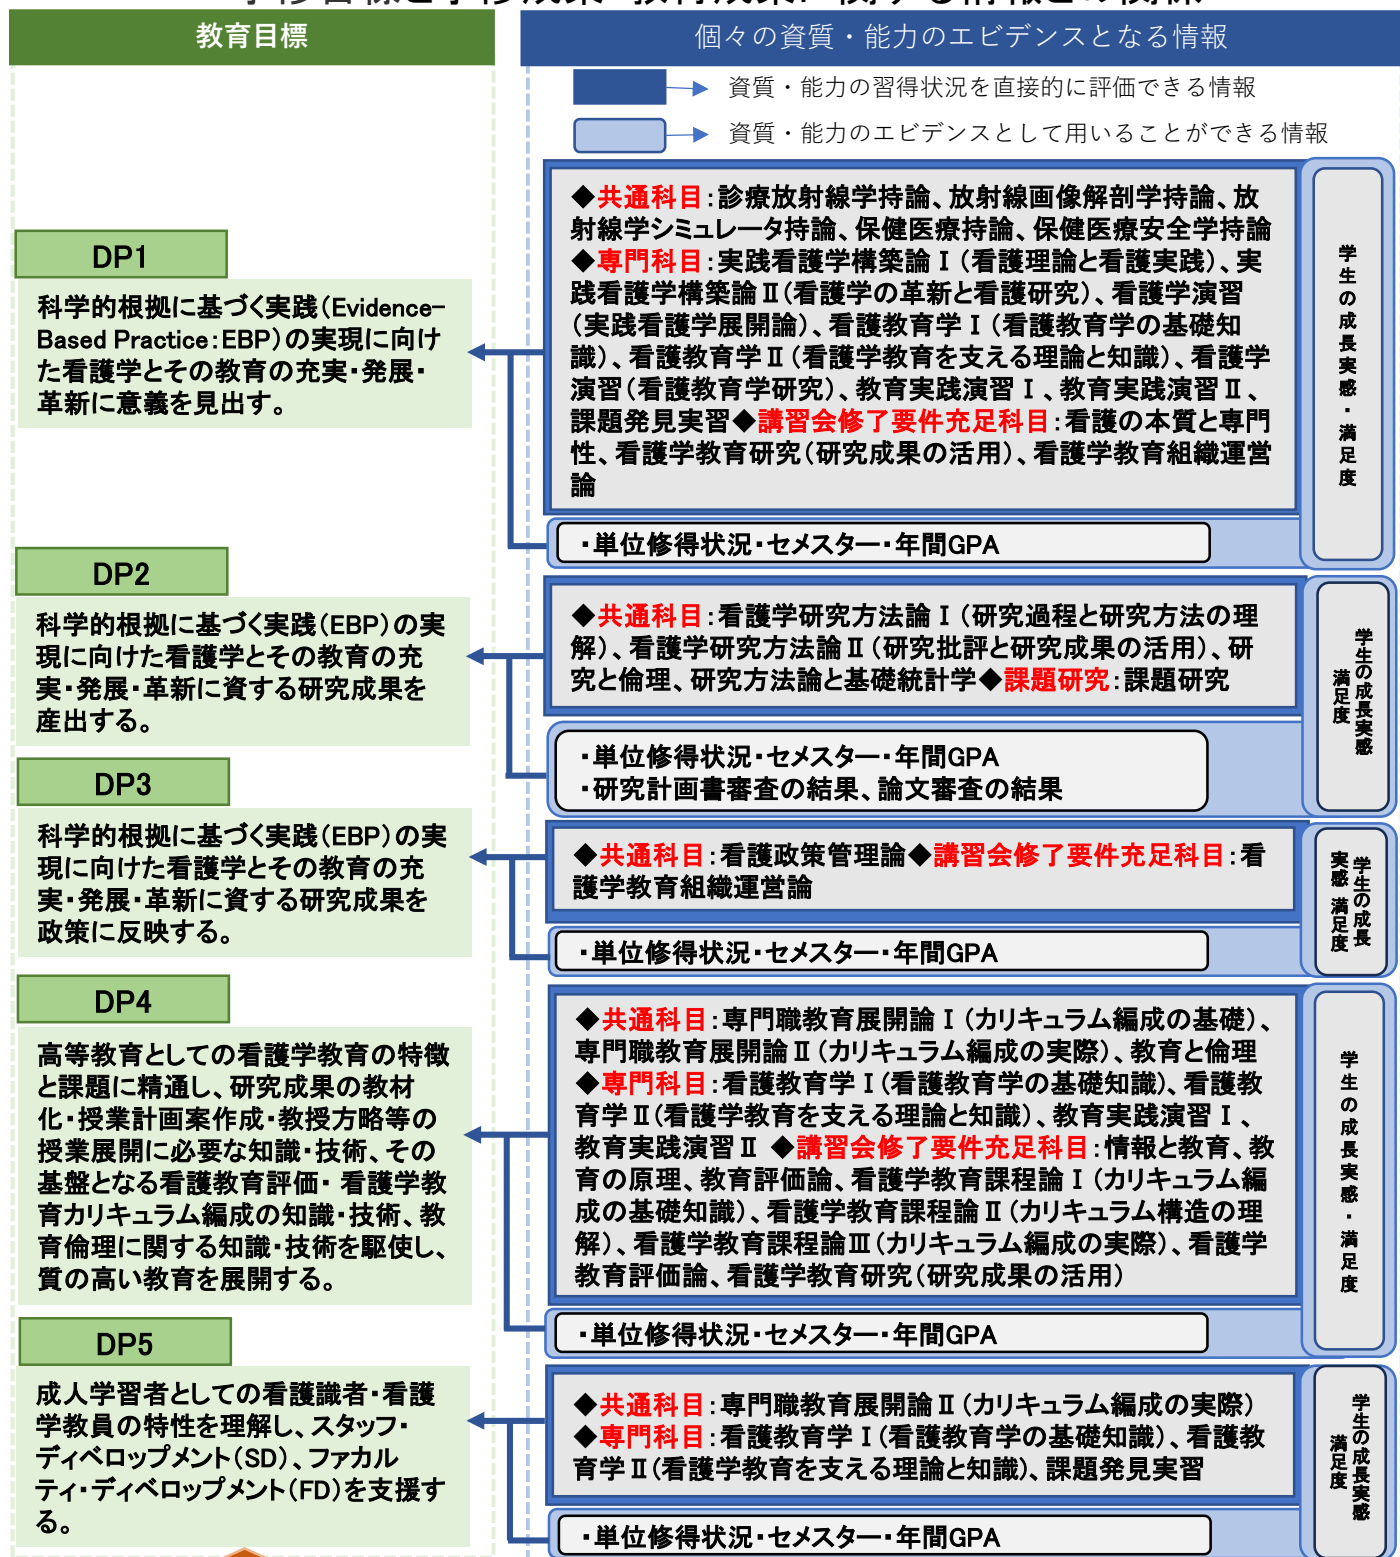 教育目標
個々の資質・能力のエビデンスとなる情報
資質・能力の習得状況を直接的に評価できる情報
資質・能力のエビデンスとして用いることができる情報
DP1
科学的根拠に基づく実践(Evidence-
Based Practice:EBP)の実現に向け
た看護学とその教育の充実・発展・
革新に意義を見出す。
◆共通科目:診療放射線学持論、放射線画像解剖学持論、放
射線学シミュレータ持論、保健医療持論、保健医療安全学持論
◆専門科目:実践看護学構築論Ⅰ(看護理論と看護実践)、実
践看護学構築論Ⅱ(看護学の革新と看護研究)、看護学演習
(実践看護学展開論)、看護教育学Ⅰ(看護教育学の基礎知
識)、看護教育学Ⅱ(看護学教育を支える理論と知識)、看護学
演習(看護教育学研究)、教育実践演習Ⅰ、教育実践演習Ⅱ、
課題発見実習◆講習会修了要件充足科目:看護の本質と専門
性、看護学教育研究(研究成果の活用)、看護学教育組織運営
論
・単位修得状況・セメスター・年間GPA
学生の成長実感・満足度
DP2
科学的根拠に基づく実践(EBP)の実
現に向けた看護学とその教育の充
実・発展・革新に資する研究成果を
産出する。
◆共通科目:看護学研究方法論Ⅰ(研究過程と研究方法の理
解)、看護学研究方法論Ⅱ(研究批評と研究成果の活用)、研
究と倫理、研究方法論と基礎統計学◆課題研究:課題研究
・単位修得状況・セメスター・年間GPA
・研究計画書審査の結果、論文審査の結果
学生の成長実感
満足度
DP3
科学的根拠に基づく実践(EBP)の実
現に向けた看護学とその教育の充
実・発展・革新に資する研究成果を
政策に反映する。
◆共通科目:看護政策管理論◆講習会修了要件充足科目:看
護学教育組織運営論
・単位修得状況・セメスター・年間GPA
学生の成長
実感 満足度
DP4
高等教育としての看護学教育の特徴
と課題に精通し、研究成果の教材
化・授業計画案作成・教授方略等の
授業展開に必要な知識・技術、その
基盤となる看護教育評価・ 看護学教
育カリキュラム編成の知識・技術、教
育倫理に関する知識・技術を駆使し、
質の高い教育を展開する。
◆共通科目:専門職教育展開論Ⅰ(カリキュラム編成の基礎)、
専門職教育展開論Ⅱ(カリキュラム編成の実際)、教育と倫理
◆専門科目:看護教育学Ⅰ(看護教育学の基礎知識)、看護教
育学Ⅱ(看護学教育を支える理論と知識)、教育実践演習Ⅰ、
教育実践演習Ⅱ ◆講習会修了要件充足科目:情報と教育、教
育の原理、教育評価論、看護学教育課程論Ⅰ(カリキュラム編
成の基礎知識)、看護学教育課程論Ⅱ(カリキュラム構造の理
解)、看護学教育課程論Ⅲ(カリキュラム編成の実際)、看護学
教育評価論、看護学教育研究(研究成果の活用)
・単位修得状況・セメスター・年間GPA
学生の成長実感・満足度
DP5
成人学習者としての看護識者・看護
学教員の特性を理解し、スタッフ・
ディベロップメント(SD)、ファカル
ティ・ディベロップメント(FD)を支援す
る。
◆共通科目:専門職教育展開論Ⅱ(カリキュラム編成の実際)
◆専門科目:看護教育学Ⅰ(看護教育学の基礎知識)、看護教
育学Ⅱ(看護学教育を支える理論と知識)、課題発見実習
・単位修得状況・セメスター・年間GPA
学生の成長実感
満足度